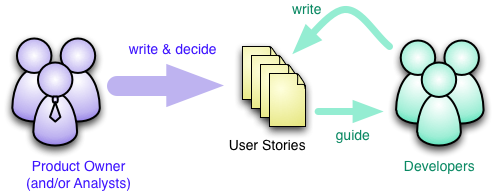 write
write & decide
User Stories
guide
Product Owner
(and/or Analysts)
Developers